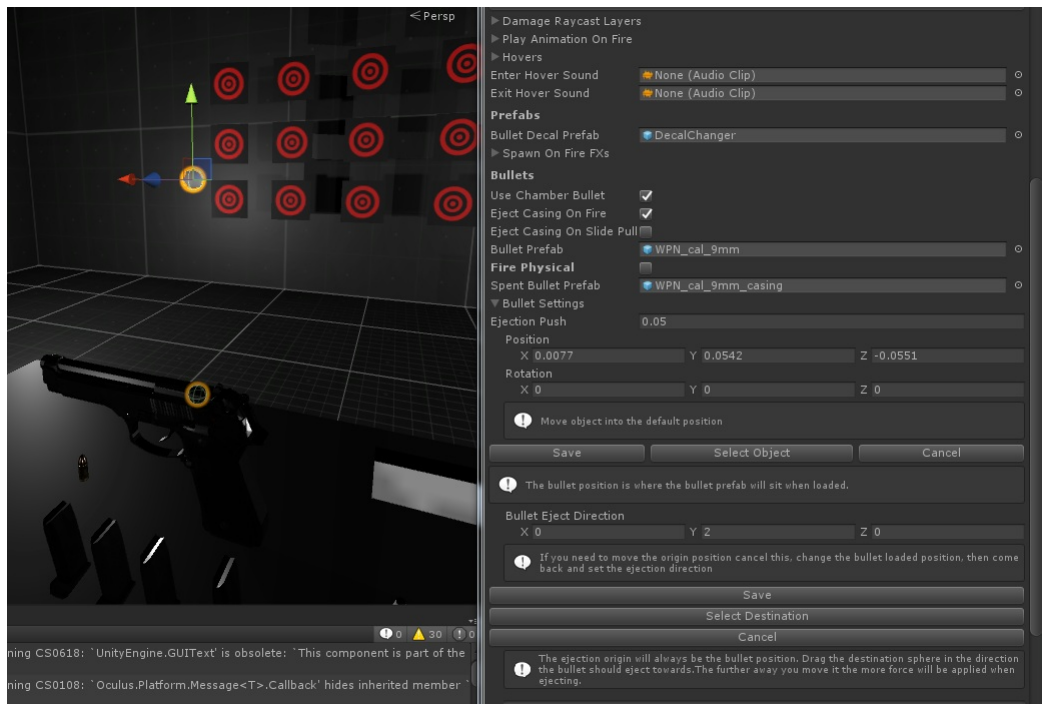 Persp
Damage Raycast Layers
Play Animation On Fire
Hovers
Enter Hover Sound None (Audio Clip)
Exit Hover Sound None (Audio Clip)
Prefabs
Bullet Decal Prefab DecalChanger
Spawn On Fire FXs
Bullets
Use Chamber Bullet
Eject Casing On Fire
Eject Casing On Slide Pull
Bullet Prefab WPN_cal_9mm
Fire Physical
Spent Bullet Prefab WPN_cal_9mm_casing
Bullet Settings
Ejection Push 0.05
Position
X 0.0077 Y 0.0542 Z -0.0551
Rotation
X 0 Y 0 Z 0
Move object into the default position
Save Select Object Cancel
The bullet position is where the bullet prefab will sit when loaded.
Bullet Eject Direction
X 0 Y 2 Z 0
If you need to move the origin position cancel this, change the bullet loaded position, then come
back and set the ejection direction
Save
Select Destination
Cancel
The ejection origin will always be the bullet position. Drag the destination sphere in the direction
the bullet should eject towards.The further away you move it the more force will be applied when
ejecting.
0 30 0
ning CS0618: `UnityEngine.GUIText' is obsolete: `This component is part of the
ning CS0108: `Oculus.Platform.Message<T>.Callback' hides inherited member `